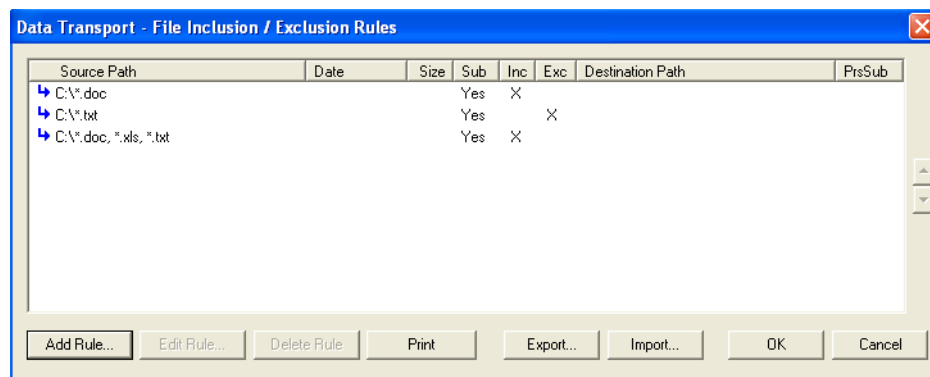 Data Transport - File Inclusion / Exclusion Rules
Source Path Date Size Sub Inc Exc Destination Path PrsSub
C:\*.doc Yes X
C:\*.txt Yes X
C:\*.doc, *.xls, *.txt Yes X
Add Rule... Edit Rule... Delete Rule Print Export... Import... OK Cancel